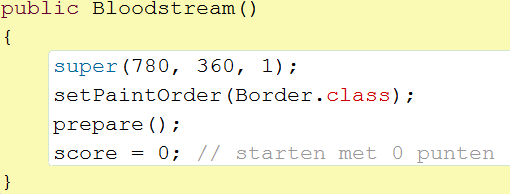 public Bloodstream()
{
super(780, 360, 1);
setPaintOrder(Border.class);
prepare();
score = 0; // starten met 0 punten
}